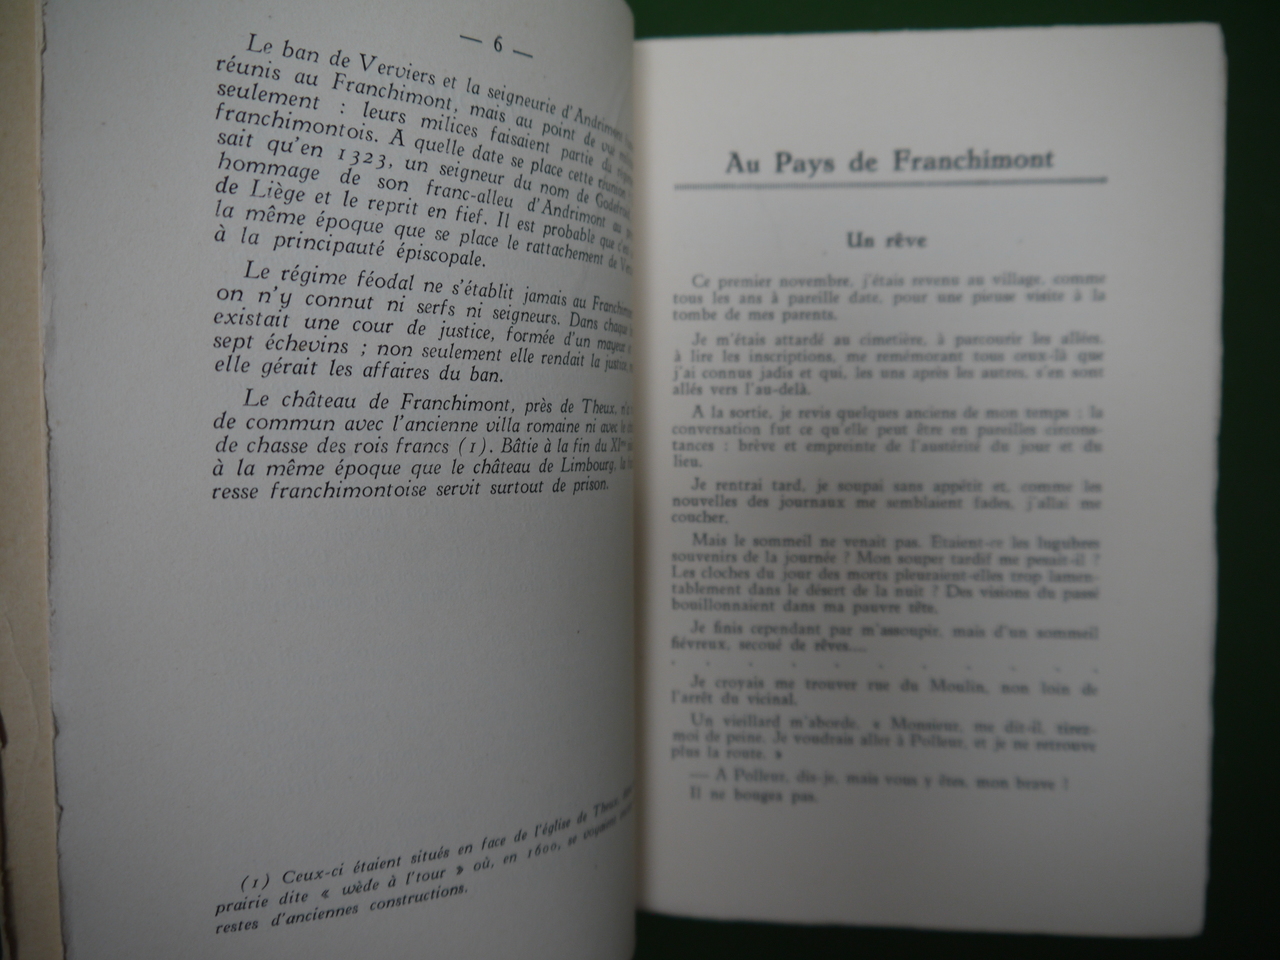 — 6 —
Le ban de Verviers et la seigneurie d'Andrimont
réunis au Franchimont, mais au point de vue
seulement : leurs milices faisaient partie du
franchimontois. A quelle date se place cette réunion
sait qu'en 1323, un seigneur du nom de Godefroid
hommage de son franc-alleu d'Andrimont au
de Liège et le reprit en fief. Il est probable que c'est
la même époque que se place le rattachement de
à la principauté épiscopale.
Le régime féodal ne s'établit jamais au
on n'y connut ni serfs ni seigneurs. Dans chaque
existait une cour de justice, formée d'un mayeur
sept échevins ; non seulement elle rendait la justice,
elle gérait les affaires du ban.
Le château de Franchimont, près de Theux,
de commun avec l'ancienne villa romaine ni avec le
de chasse des rois francs (1). Bâtie à la fin du XIme
à la même époque que le château de Limbourg, la
resse franchimontoise servit surtout de prison.
(1) Ceux-ci étaient situés en face de l'église de Theux,
prairie dite « wède à l'tour » où, en 1600, se voyaient
restes d'anciennes constructions.
Au Pays de Franchimont
Un rêve
Ce premier novembre, j'étais revenu au village, comme
tous les ans à pareille date, pour une pieuse visite à la
tombe de mes parents.
Je m'étais attardé au cimetière, à parcourir les allées,
à lire les inscriptions, me remémorant tous ceux-là que
j'ai connus jadis et qui, les uns après les autres, s'en sont
allés vers l'au-delà.
A la sortie, je revis quelques anciens de mon temps ; la
conversation fut ce qu'elle peut être en pareilles circons-
tances : brève et empreinte de l'austérité du jour et du
lieu.
Je rentrai tard, je soupai sans appétit et, comme les
nouvelles des journaux me semblaient fades, j'allai me
coucher.
Mais le sommeil ne venait pas. Etaient-ce les lugubres
souvenirs de la journée ? Mon souper tardif me pesait-il ?
Les cloches du jour des morts pleuraient-elles trop lamen-
tablement dans le désert de la nuit ? Des visions du passé
bouillonnaient dans ma pauvre tête.
Je finis cependant par m'assoupir, mais d'un sommeil
fiévreux, secoué de rêves....
. . . . . . . . . . .
Je croyais me trouver rue du Moulin, non loin de
l'arrêt du vicinal.
Un vieillard m'aborde. « Monsieur, me dit-il, tirez-
moi de peine. Je voudrais aller à Polleur, et je ne retrouve
plus la route. »
— A Polleur, dis-je, mais vous y êtes, mon brave !
Il ne bougea pas.